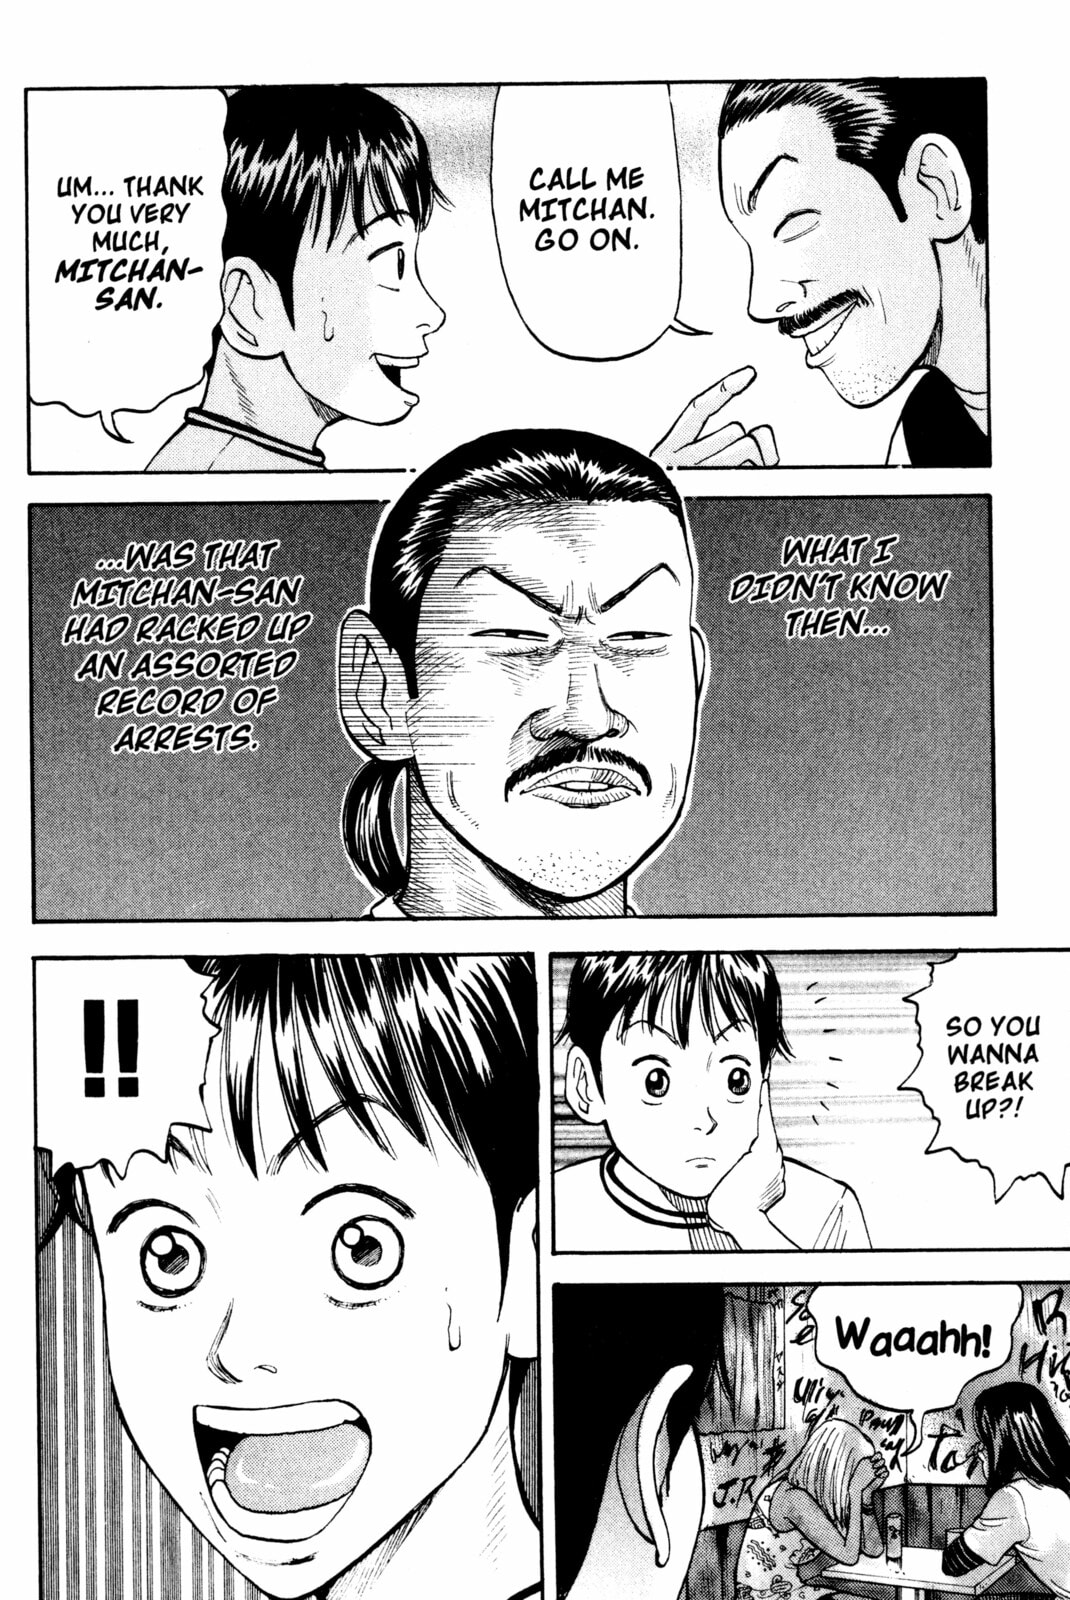 CALL ME
MITCHAN.
GO ON.
UM... THANK
YOU VERY
MUCH,
MITCHAN-
SAN.
WHAT I
DIDN'T KNOW
THEN...
...WAS THAT
MITCHAN-SAN
HAD RACKED UP
AN ASSORTED
RECORD OF
ARRESTS.
SO YOU
WANNA
BREAK
UP?!
!!
Waaahh!
J.R